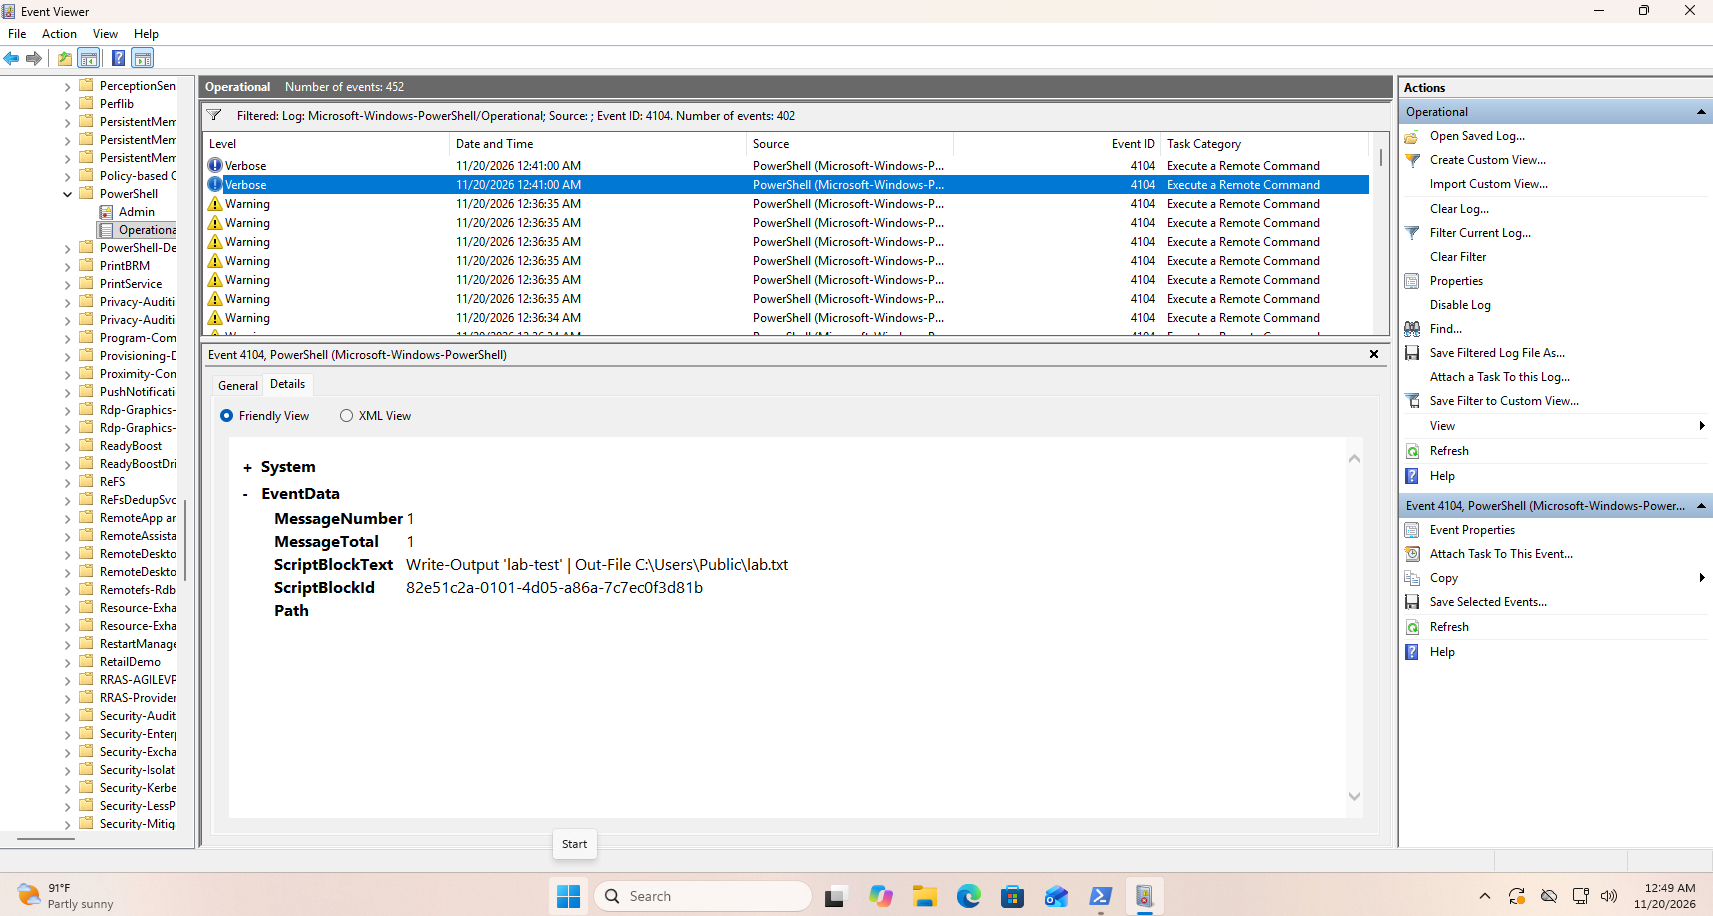 Event Viewer
File Action View Help
PerceptionSen
Perflib
PersistentMem
PersistentMem
PersistentMem
Policy-based C
PowerShell
Admin
Operationa
PowerShell-De
PrintBRM
PrintService
Privacy-Auditi
Privacy-Auditi
Program-Com
Provisioning-D
Proximity-Con
PushNotificati
Rdp-Graphics-
Rdp-Graphics-
ReadyBoost
ReadyBoostDri
ReFS
ReFsDedupSvc
RemoteApp ar
RemoteAssista
RemoteDeskto
RemoteDeskto
Remotefs-Rdb
Resource-Exha
Resource-Exha
RestartManage
RetailDemo
RRAS-AGILEVP
RRAS-Provider
Security-Audit
Security-Enterp
Security-Excha
Security-Isolat
Security-Kerbe
Security-LessP
Security-Mitig
Operational Number of events: 452
Filtered: Log: Microsoft-Windows-PowerShell/Operational; Source: ; Event ID: 4104. Number of events: 402
Level Date and Time Source Event ID Task Category
Verbose 11/20/2026 12:41:00 AM PowerShell (Microsoft-Windows-P... 4104 Execute a Remote Command
Verbose 11/20/2026 12:41:00 AM PowerShell (Microsoft-Windows-P... 4104 Execute a Remote Command
Warning 11/20/2026 12:36:35 AM PowerShell (Microsoft-Windows-P... 4104 Execute a Remote Command
Warning 11/20/2026 12:36:35 AM PowerShell (Microsoft-Windows-P... 4104 Execute a Remote Command
Warning 11/20/2026 12:36:35 AM PowerShell (Microsoft-Windows-P... 4104 Execute a Remote Command
Warning 11/20/2026 12:36:35 AM PowerShell (Microsoft-Windows-P... 4104 Execute a Remote Command
Warning 11/20/2026 12:36:35 AM PowerShell (Microsoft-Windows-P... 4104 Execute a Remote Command
Warning 11/20/2026 12:36:35 AM PowerShell (Microsoft-Windows-P... 4104 Execute a Remote Command
Warning 11/20/2026 12:36:34 AM PowerShell (Microsoft-Windows-P... 4104 Execute a Remote Command
Event 4104, PowerShell (Microsoft-Windows-PowerShell)
General Details
Friendly View XML View
+ System
- EventData
MessageNumber 1
MessageTotal 1
ScriptBlockText Write-Output 'lab-test' | Out-File C:\Users\Public\lab.txt
ScriptBlockId 82e51c2a-0101-4d05-a86a-7c7ec0f3d81b
Path
Actions
Operational
Open Saved Log...
Create Custom View...
Import Custom View...
Clear Log...
Filter Current Log...
Clear Filter
Properties
Disable Log
Find...
Save Filtered Log File As...
Attach a Task To this Log...
Save Filter to Custom View...
View
Refresh
Help
Event 4104, PowerShell (Microsoft-Windows-Power...
Event Properties
Attach Task To This Event...
Copy
Save Selected Events...
Refresh
Help
Start
91°F
Partly sunny
Search
12:49 AM
11/20/2026